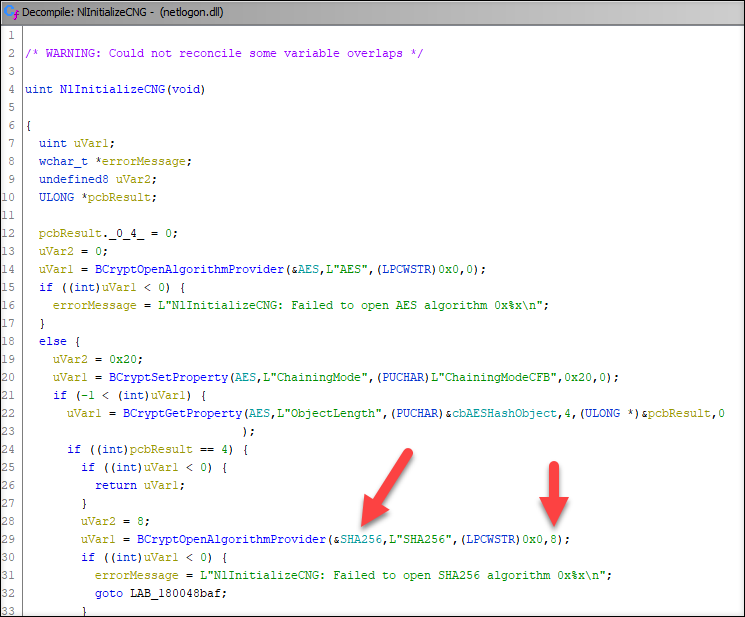 Decompile: NlInitializeCNG - (netlogon.dll)
1
2 /* WARNING: Could not reconcile some variable overlaps */
3
4 uint NlInitializeCNG(void)
5
6 {
7 uint uVar1;
8 wchar_t *errorMessage;
9 undefined8 uVar2;
10 ULONG *pcbResult;
11
12 pcbResult._0_4_ = 0;
13 uVar2 = 0;
14 uVar1 = BCryptOpenAlgorithmProvider(&AES,L"AES",(LPCWSTR)0x0,0);
15 if ((int)uVar1 < 0) {
16 errorMessage = L"NlInitializeCNG: Failed to open AES algorithm 0x%x\n";
17 }
18 else {
19 uVar2 = 0x20;
20 uVar1 = BCryptSetProperty(AES,L"ChainingMode",(PUCHAR)L"ChainingModeCFB",0x20,0);
21 if (-1 < (int)uVar1) {
22 uVar1 = BCryptGetProperty(AES,L"ObjectLength",(PUCHAR)&cbAESHashObject,4,(ULONG *)&pcbResult,0
23 );
24 if ((int)pcbResult == 4) {
25 if ((int)uVar1 < 0) {
26 return uVar1;
27 }
28 uVar2 = 8;
29 uVar1 = BCryptOpenAlgorithmProvider(&SHA256,L"SHA256",(LPCWSTR)0x0,8);
30 if ((int)uVar1 < 0) {
31 errorMessage = L"NlInitializeCNG: Failed to open SHA256 algorithm 0x%x\n";
32 goto LAB_180048baf;
33 }